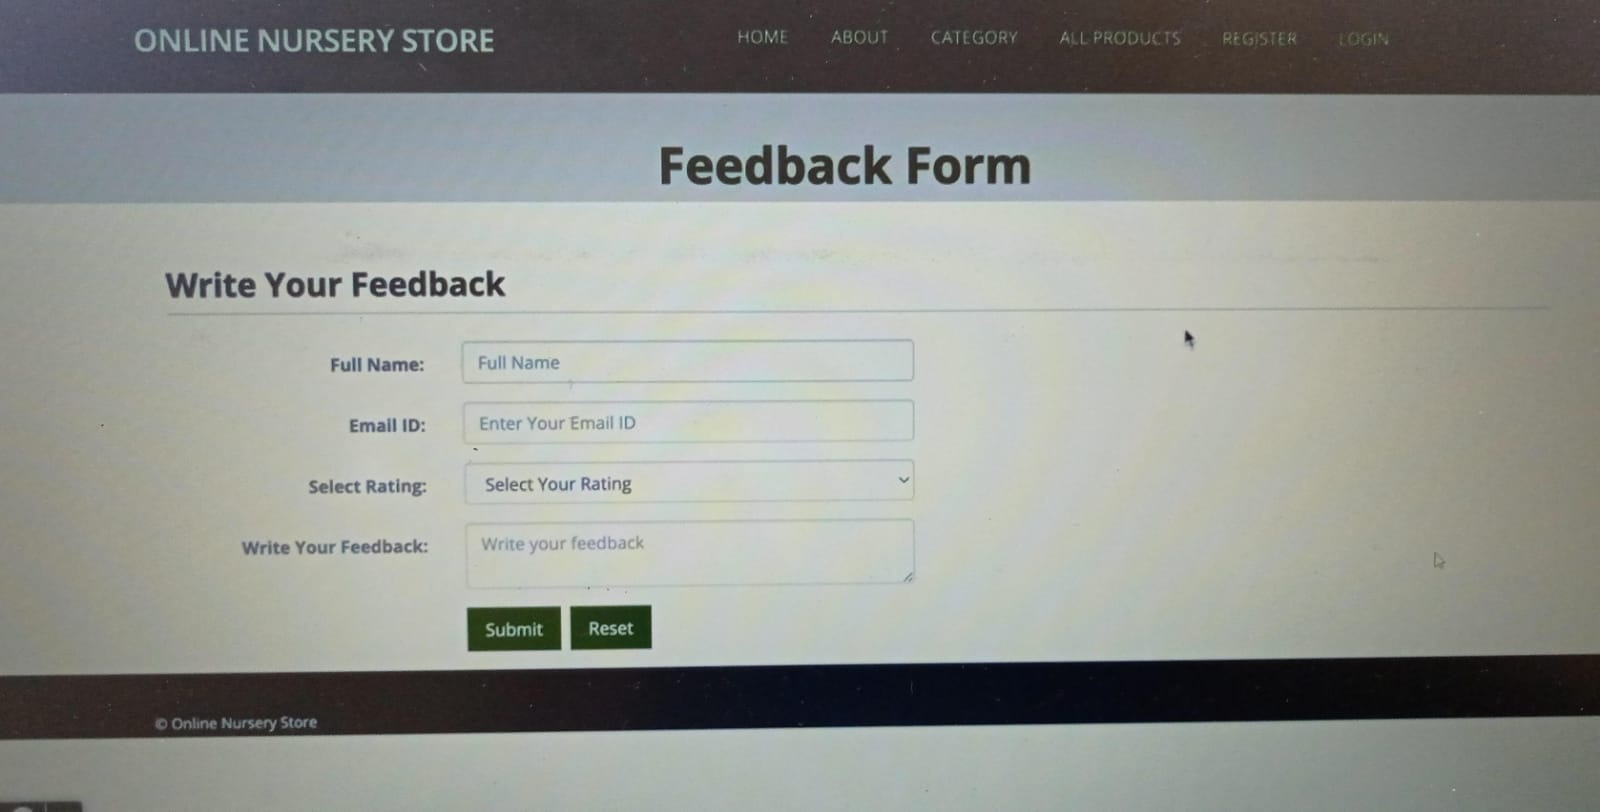 ONLINE NURSERY STORE
HOME ABOUT CATEGORY ALL PRODUCTS REGISTER LOGIN
Feedback Form
Write Your Feedback
Full Name: Full Name
Email ID: Enter Your Email ID
Select Rating: Select Your Rating
Write Your Feedback: Write your feedback
Submit Reset
© Online Nursery Store